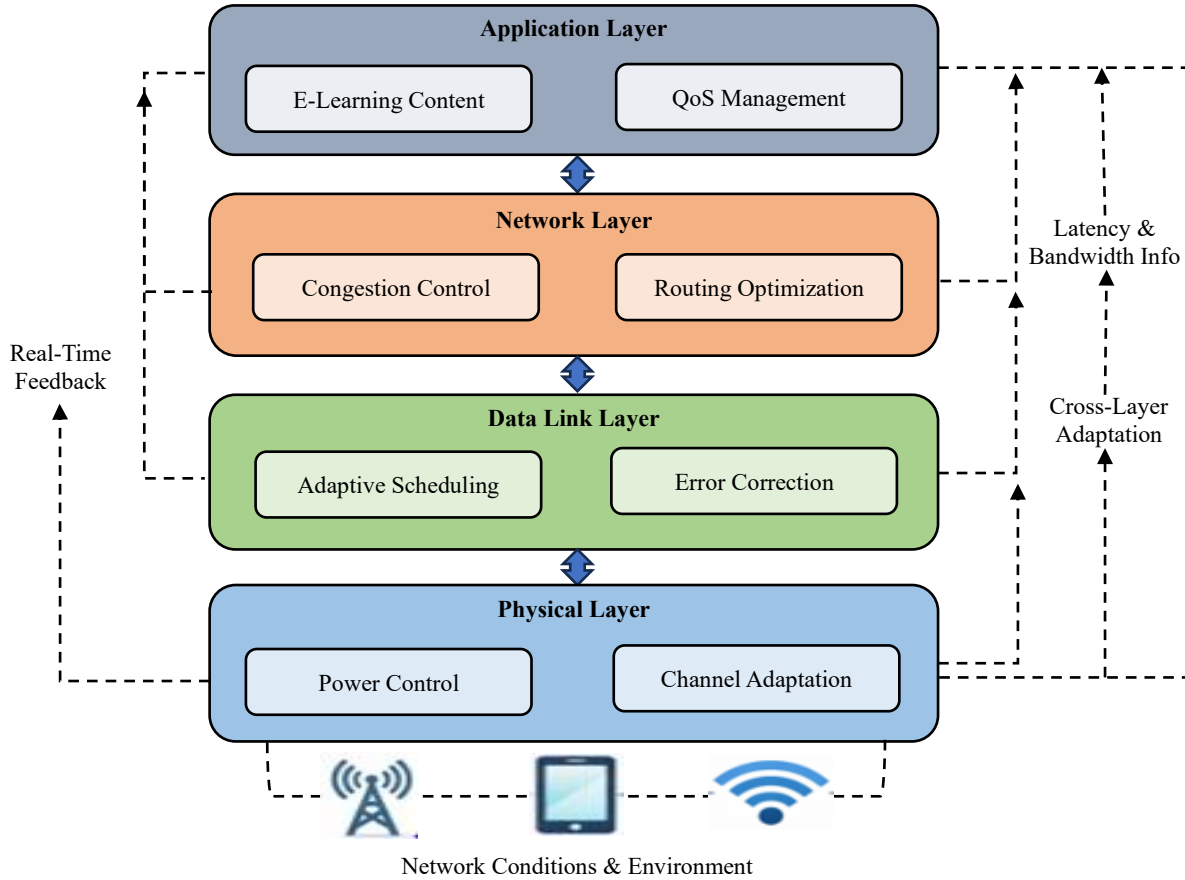 Application Layer
E-Learning Content
QoS Management
Network Layer
Congestion Control
Routing Optimization
Latency &
Bandwidth Info
Real-Time
Feedback
Data Link Layer
Adaptive Scheduling
Error Correction
Cross-Layer
Adaptation
Physical Layer
Power Control
Channel Adaptation
Network Conditions & Environment